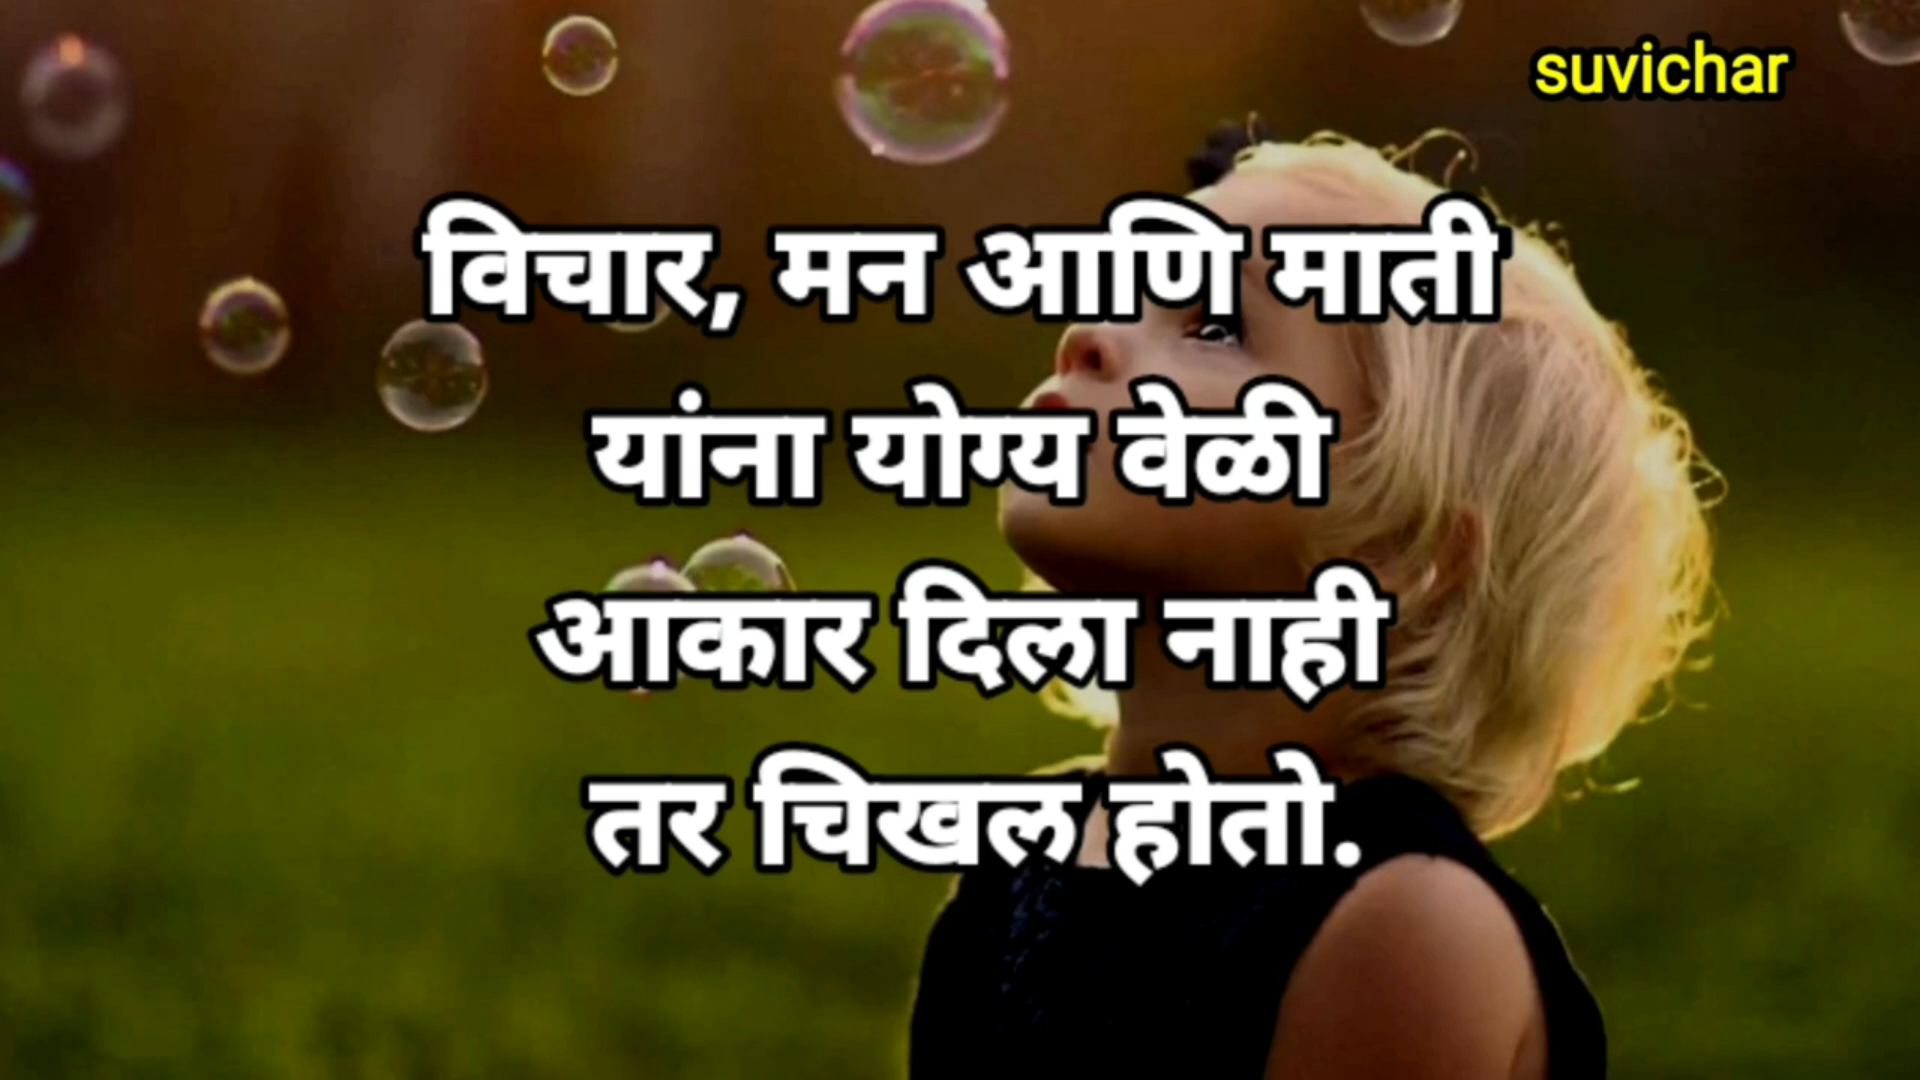 suvichar
विचार, मन आणि माती
यांना योग्य वेळी
आकार दिला नाही
तर चिखल होतो.